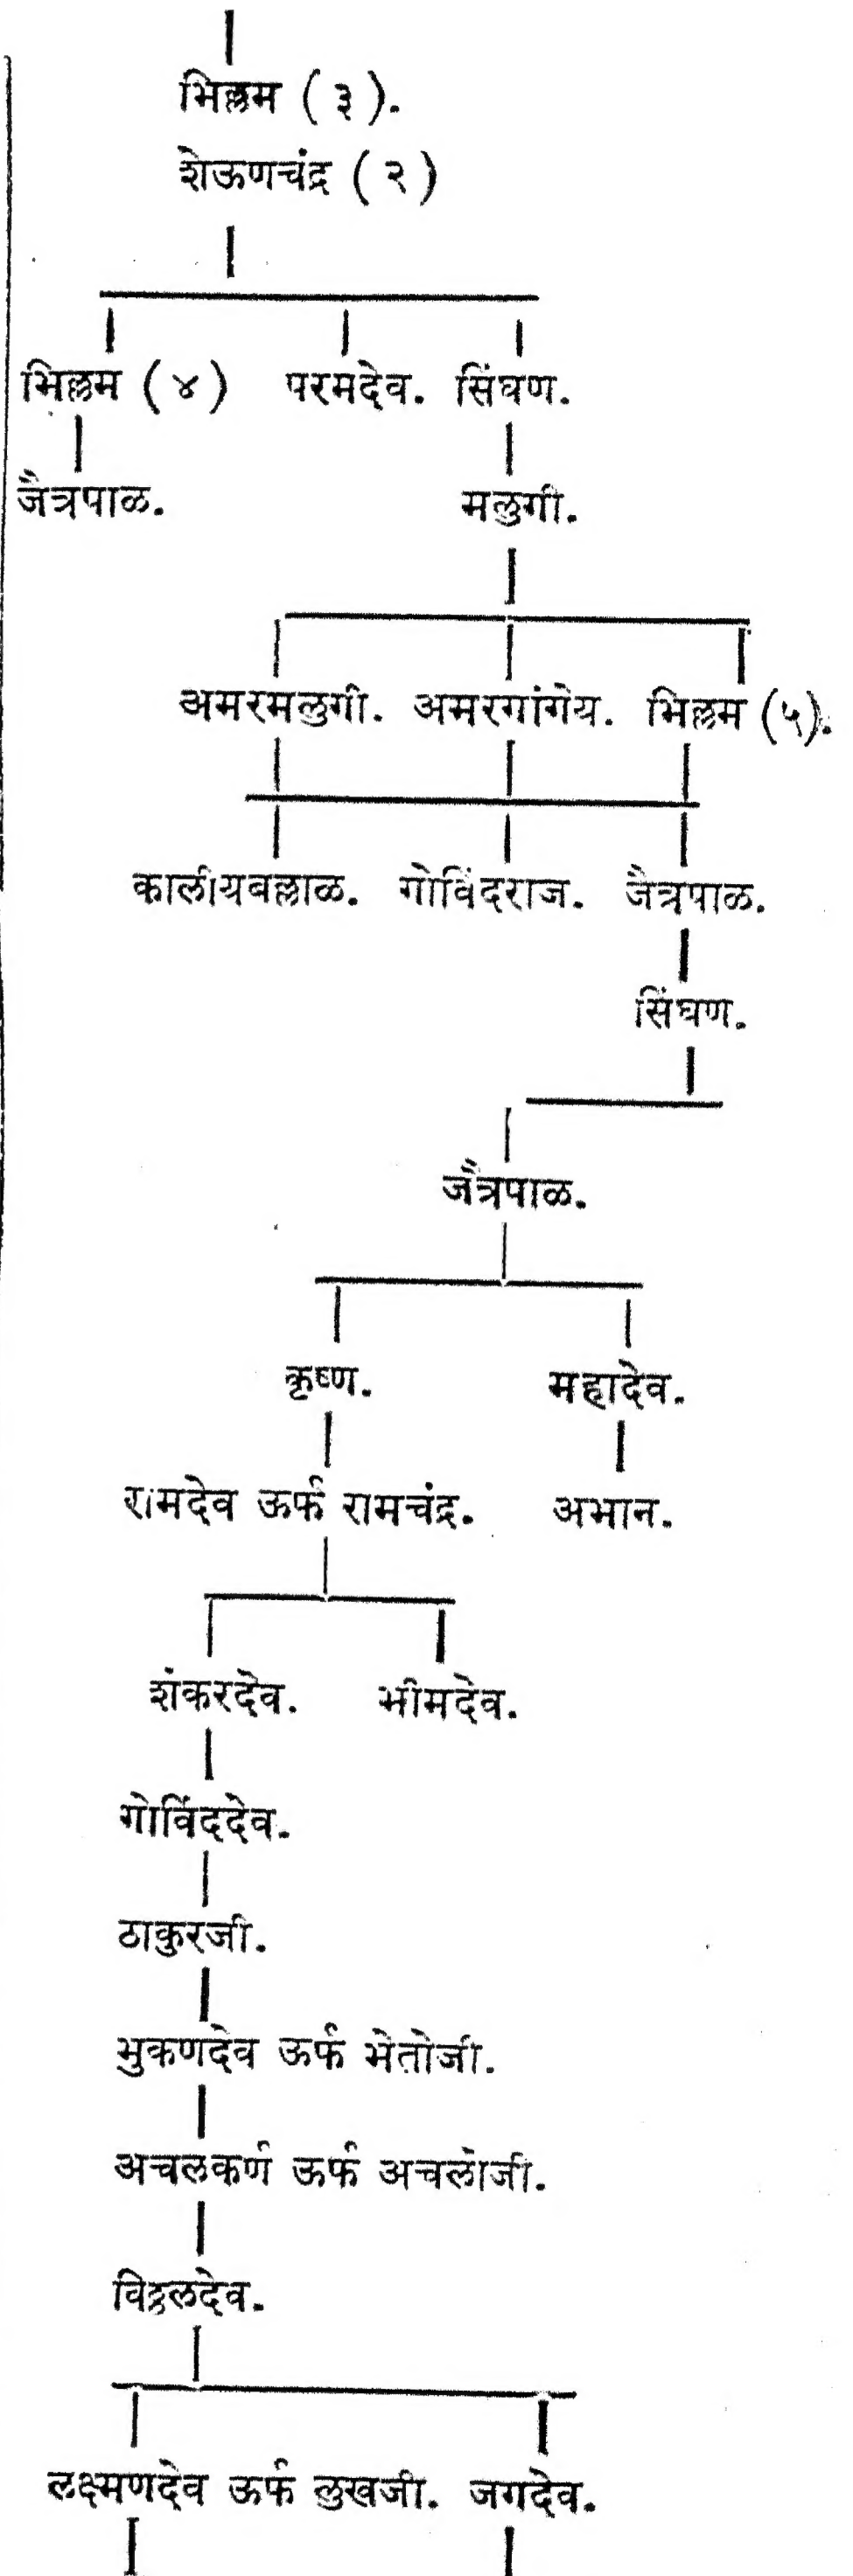 भिल्लम (३).
शेऊणचंद्र (२)
भिल्लम (४) परमदेव. सिंघण.
जैत्रपाळ. मलुगी.
अमरमलुगी. अमरगांगेय. भिल्लम (५).
कालीयबल्लाळ. गोविंदराज. जैत्रपाळ.
सिंघण.
जैत्रपाळ.
कृष्ण. महादेव.
रामदेव ऊर्फ रामचंद्र. अभान.
शंकरदेव. भीमदेव.
गोविंददेव.
ठाकुरजी.
भुकणदेव ऊर्फ भेतोजी.
अचलकर्ण ऊर्फ अचलोजी.
विठ्ठलदेव.
लक्ष्मणदेव ऊर्फ लुखजी. जगदेव.